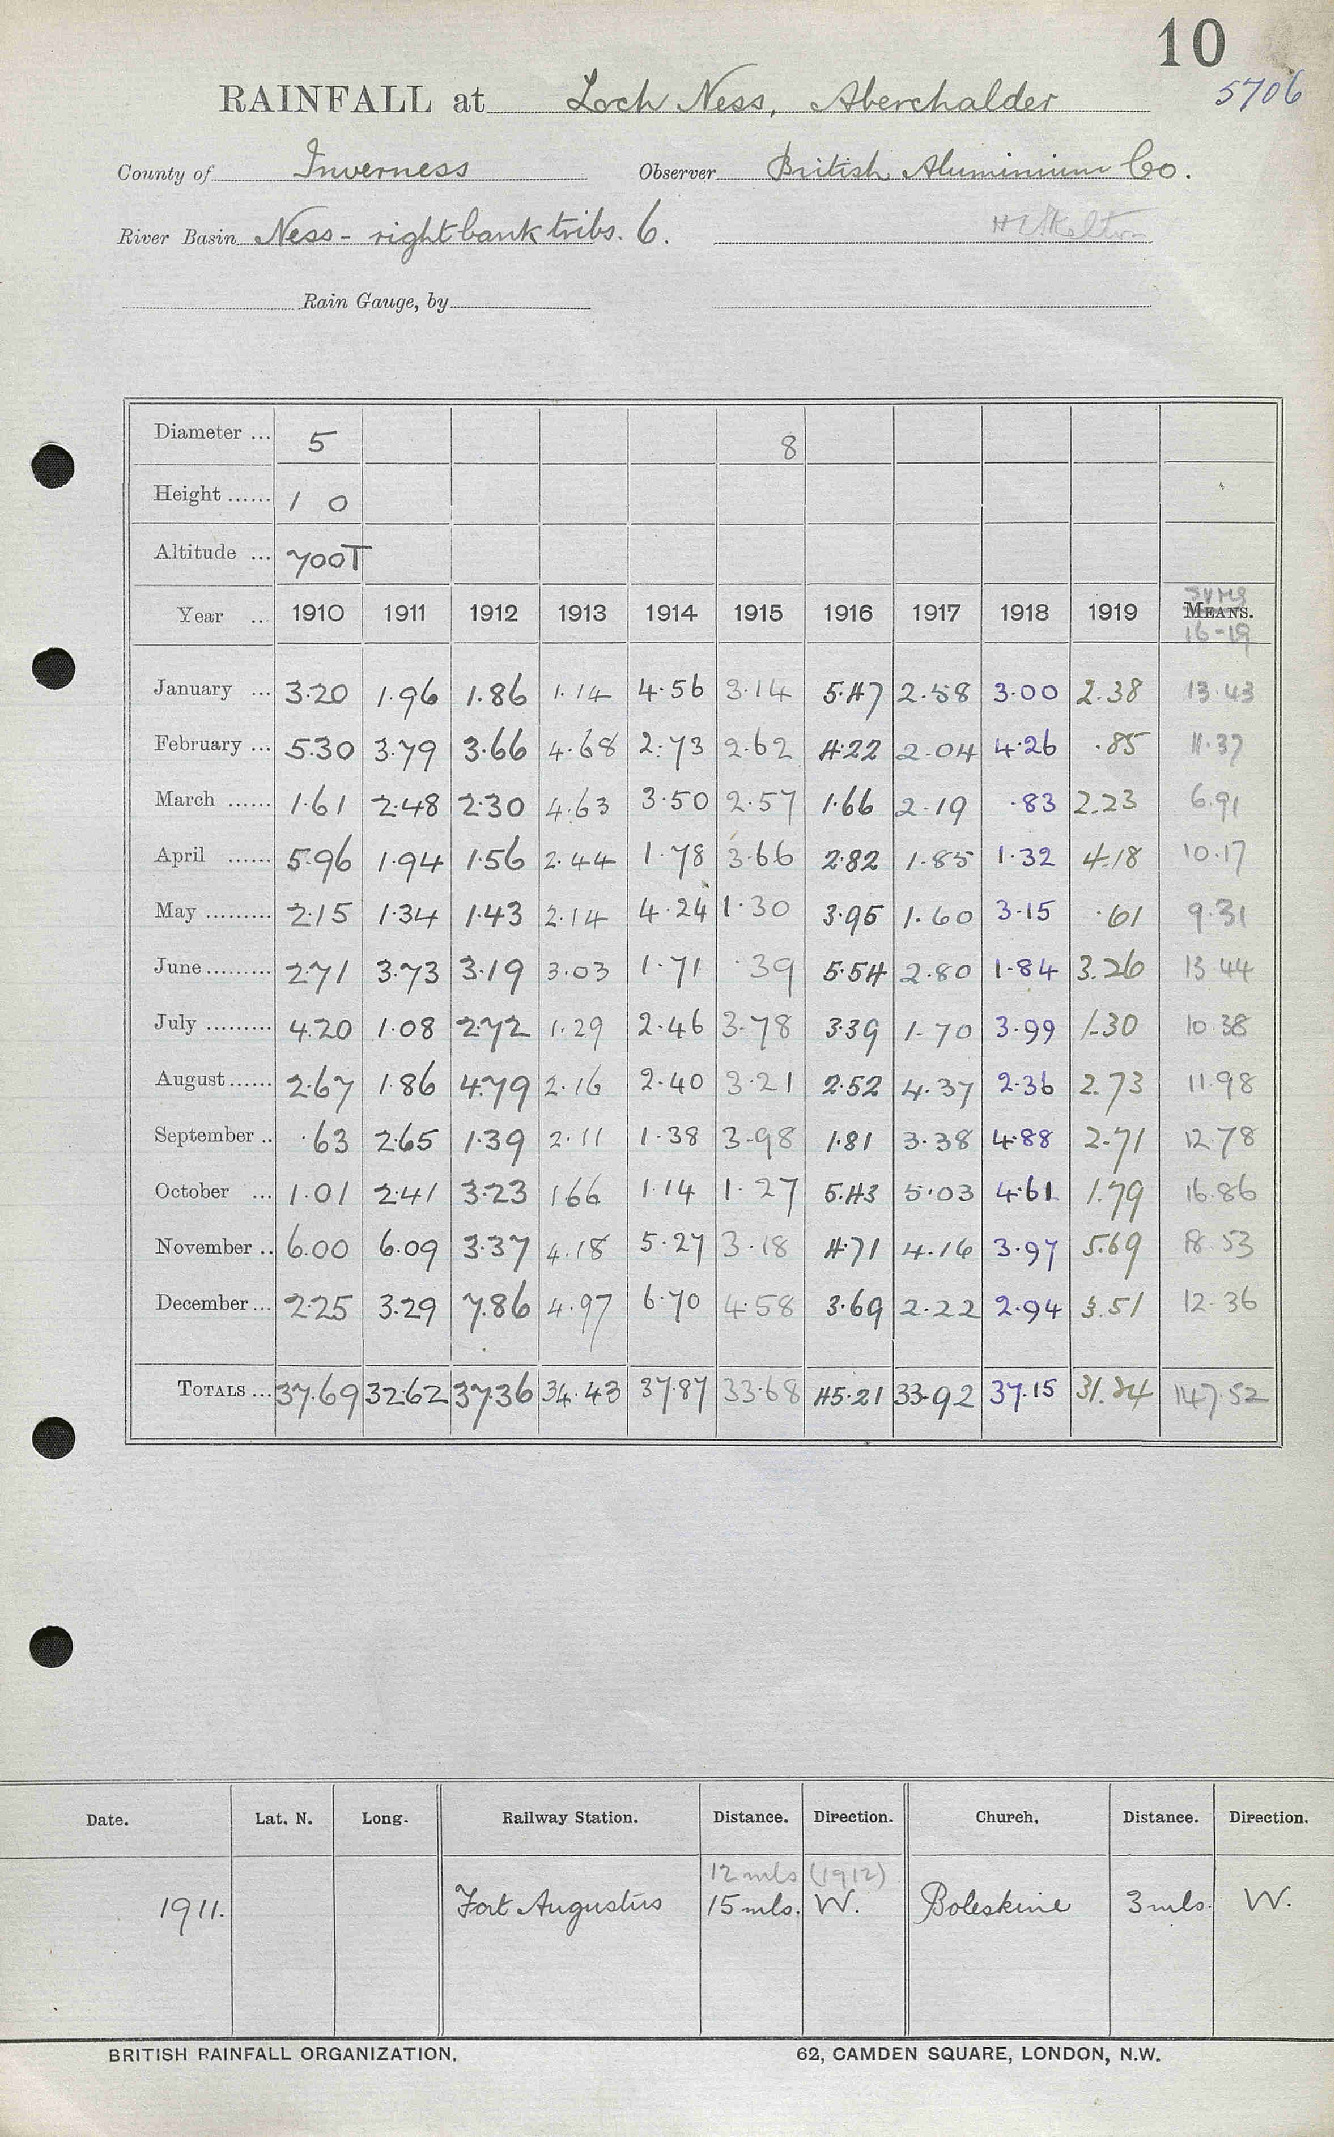 10
RAINFALL at Loch Ness, Aberchalder 5706
County of Inverness Observer British Aluminium Co.
River Basin Ness - right bank tribs. 6. H Skelton
Rain Gauge, by
Diameter ... 5 8
Height ...... 1 0
Altitude ... 700T
Year ... 1910 1911 1912 1913 1914 1915 1916 1917 1918 1919 SUMS MEANS. 16-19
January ... 3.20 1.96 1.86 1.14 4.56 3.14 5.47 2.58 3.00 2.38 13.43
February ... 5.30 3.79 3.66 4.68 2.73 2.62 4.22 2.04 4.26 .85 11.37
March ...... 1.61 2.48 2.30 4.63 3.50 2.57 1.66 2.19 .83 2.23 6.91
April ...... 5.96 1.94 1.56 2.44 1.78 3.66 2.82 1.85 1.32 4.18 10.17
May ......... 2.15 1.34 1.43 2.14 4.24 1.30 3.95 1.60 3.15 .61 9.31
June ......... 2.71 3.73 3.19 3.03 1.71 .39 5.54 2.80 1.84 3.26 13.44
July ......... 4.20 1.08 2.72 1.29 2.46 3.78 3.39 1.70 3.99 1.30 10.38
August ...... 2.67 1.86 4.79 2.16 2.40 3.21 2.52 4.37 2.36 2.73 11.98
September .. .63 2.65 1.39 2.11 1.38 3.98 1.81 3.38 4.88 2.71 12.78
October ... 1.01 2.41 3.23 1.66 1.14 1.27 5.43 5.03 4.61 1.79 16.86
November .. 6.00 6.09 3.37 4.18 5.27 3.18 4.71 4.16 3.97 5.69 18.53
December ... 2.25 3.29 7.86 4.97 6.70 4.58 3.69 2.22 2.94 3.51 12.36
TOTALS ... 37.69 32.62 37.36 34.43 37.87 33.68 45.21 33.92 37.15 31.24 147.52
Date. Lat. N. Long. Railway Station. Distance. Direction. Church. Distance. Direction.
12 mls (1912)
1911. Fort Augustus 15 mls. W. Boleskine 3 mls. W.
BRITISH RAINFALL ORGANIZATION. 62, CAMDEN SQUARE, LONDON, N.W.